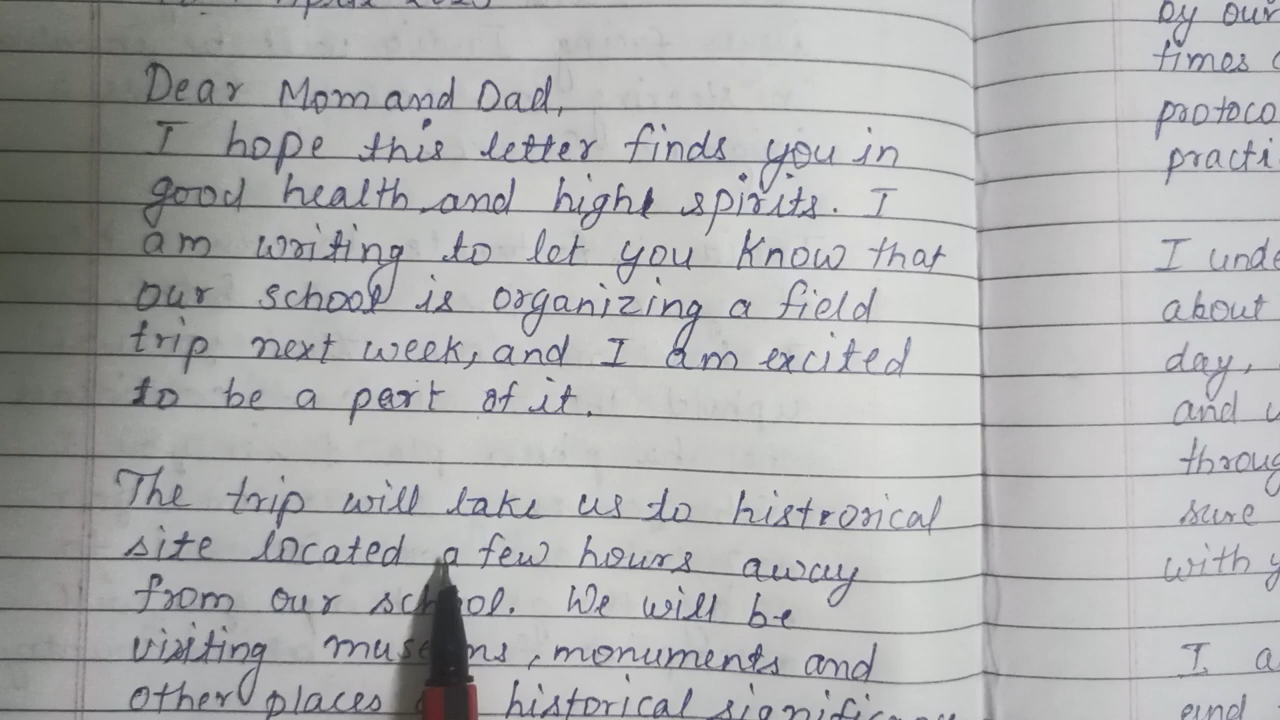 Dear Mom and Dad,
I hope this letter finds you in
good health and high spirits. I
am writing to let you know that
our school is organizing a field
trip next week, and I am excited
to be a part of it.
The trip will take us to histrorical
site located a few hours away
from our school. We will be
visiting museums, monuments and
other places historical
by our
times
protoco
practi
I unde
about
day,
and
throug
sure
with
I a
and